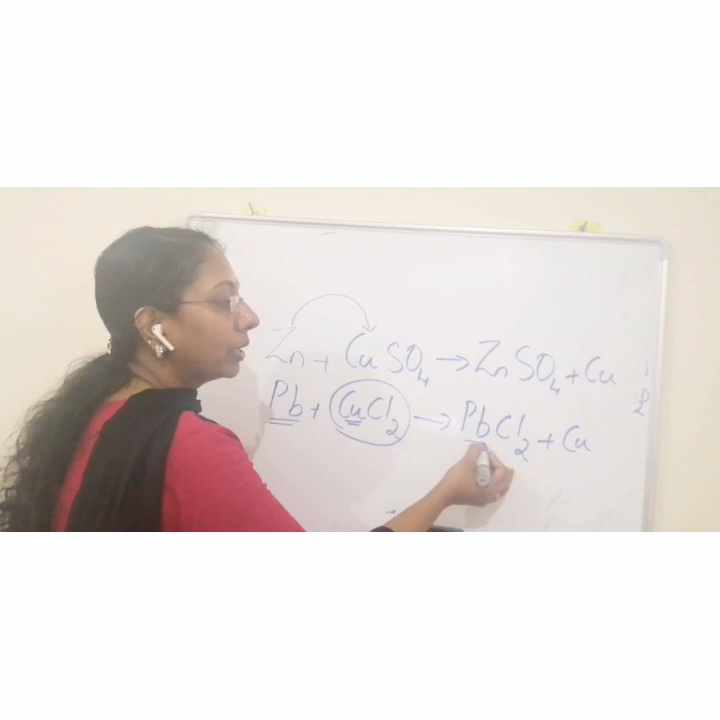 Zn + CuSO₄ → ZnSO₄ + Cu
Pb + CuCl₂ → PbCl₂ + Cu